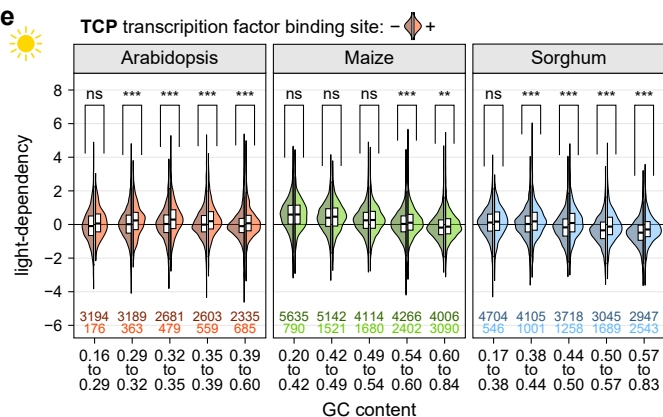 e
TCP transcripition factor binding site: − +
Arabidopsis Maize Sorghum
light-dependency
8
6
4
2
0
−2
−4
−6
ns *** *** *** *** ns ns ns *** ** ns *** *** *** ***
3194 3189 2681 2603 2335 5635 5142 4114 4266 4006 4704 4105 3718 3045 2947
176 363 479 559 685 790 1521 1680 2402 3090 546 1001 1258 1689 2543
0.16 0.29 0.32 0.35 0.39 0.20 0.42 0.49 0.54 0.60 0.17 0.38 0.44 0.50 0.57
to to to to to to to to to to to to to to to
0.29 0.32 0.35 0.39 0.60 0.42 0.49 0.54 0.60 0.84 0.38 0.44 0.50 0.57 0.83
GC content